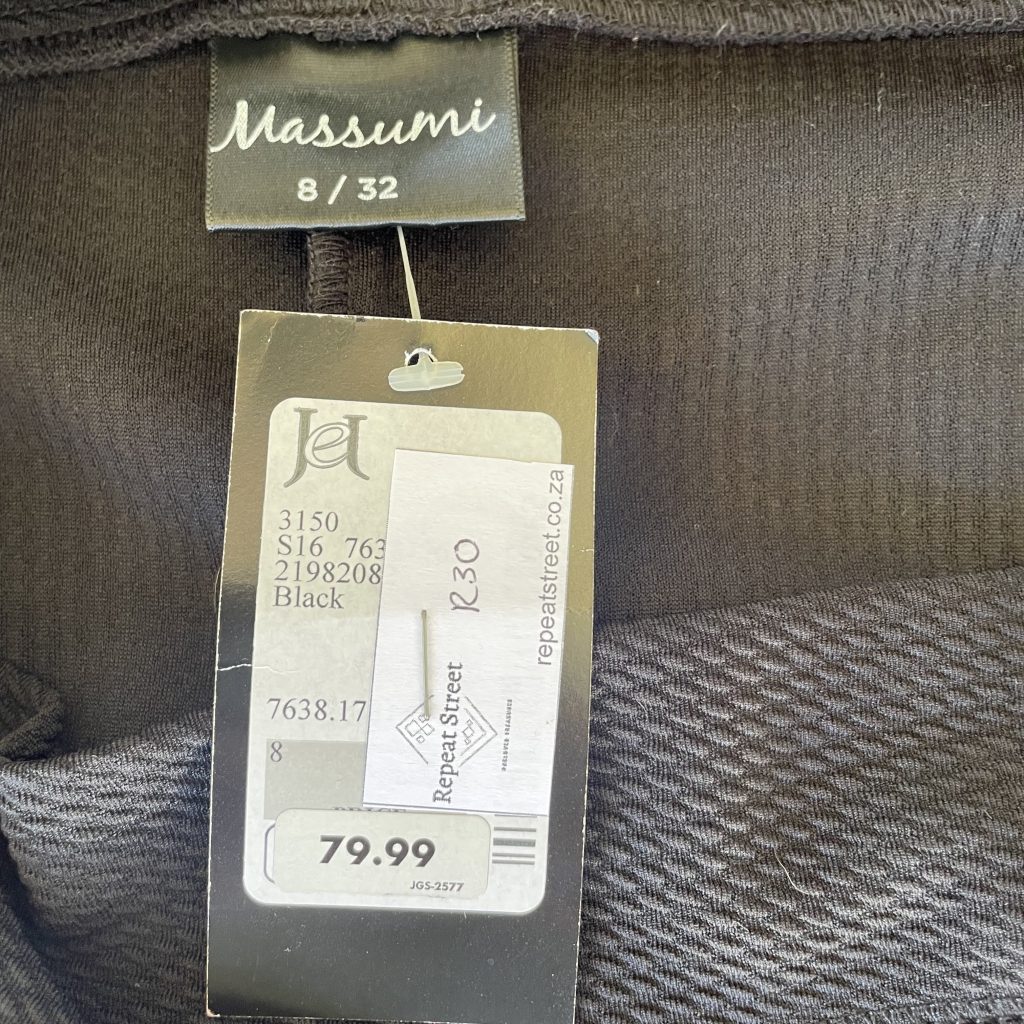 Massumi
8 / 32
Jet
3150
S16 763
2198208
Black
7638.17
8
R30
Repeat Street
repeatstreet.co.za
79.99
JGS-2577